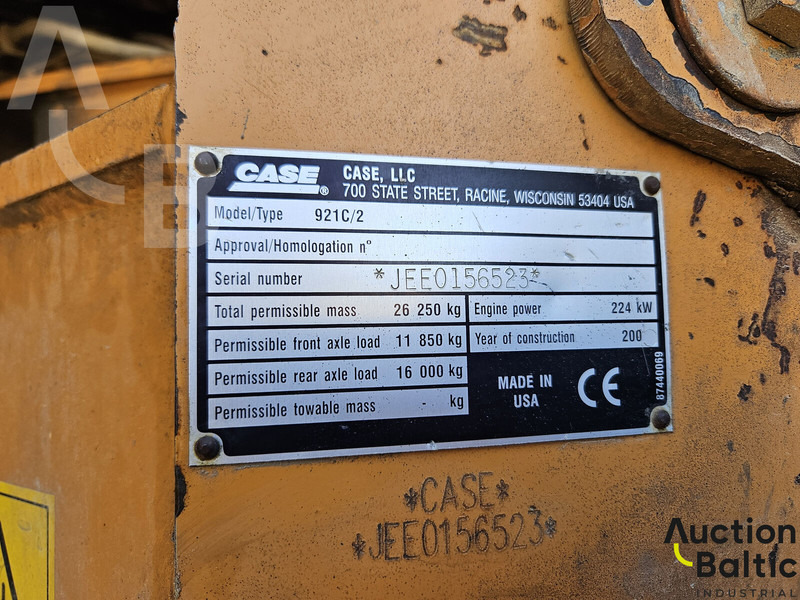 CASE®
CASE, LLC
700 STATE STREET, RACINE, WISCONSIN 53404 USA
Model/Type 921C/2
Approval/Homologation n°
Serial number *JEE0156523*
Total permissible mass 26 250 kg Engine power 224 kW
Permissible front axle load 11 850 kg Year of construction 200
Permissible rear axle load 16 000 kg
Permissible towable mass - kg
MADE IN
USA
CE
87440069
*CASE*
*JEE0156523*
Auction
Baltic
INDUSTRIAL
AB